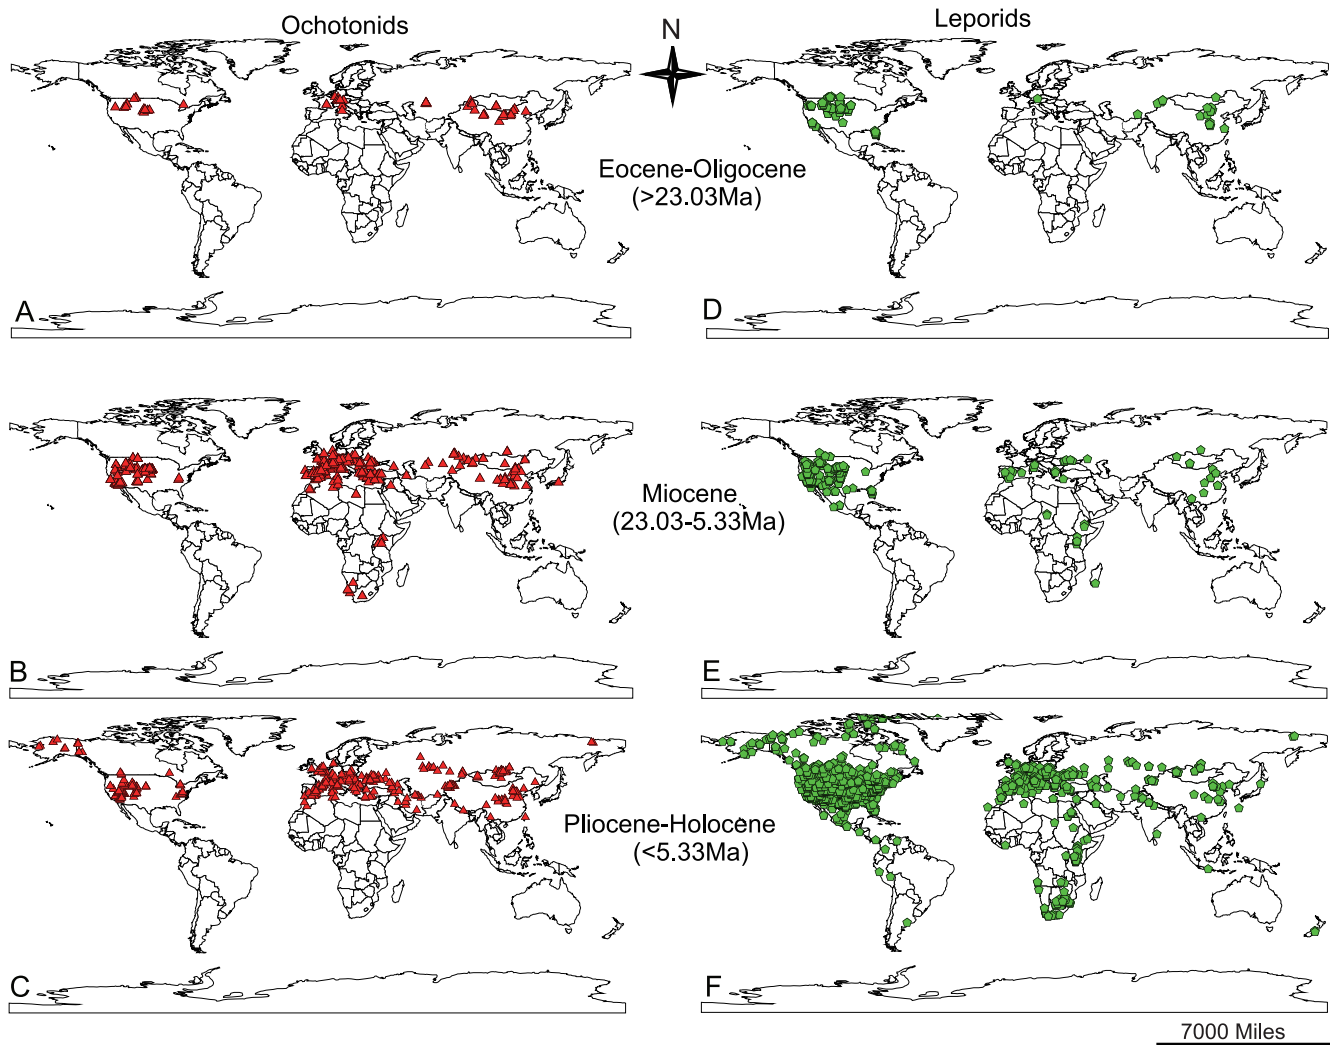 Ochotonids
N
Leporids
Eocene-Oligocene
(>23.03Ma)
A
D
Miocene
(23.03-5.33Ma)
B
E
Pliocene-Holocene
(<5.33Ma)
C
F
7000 Miles